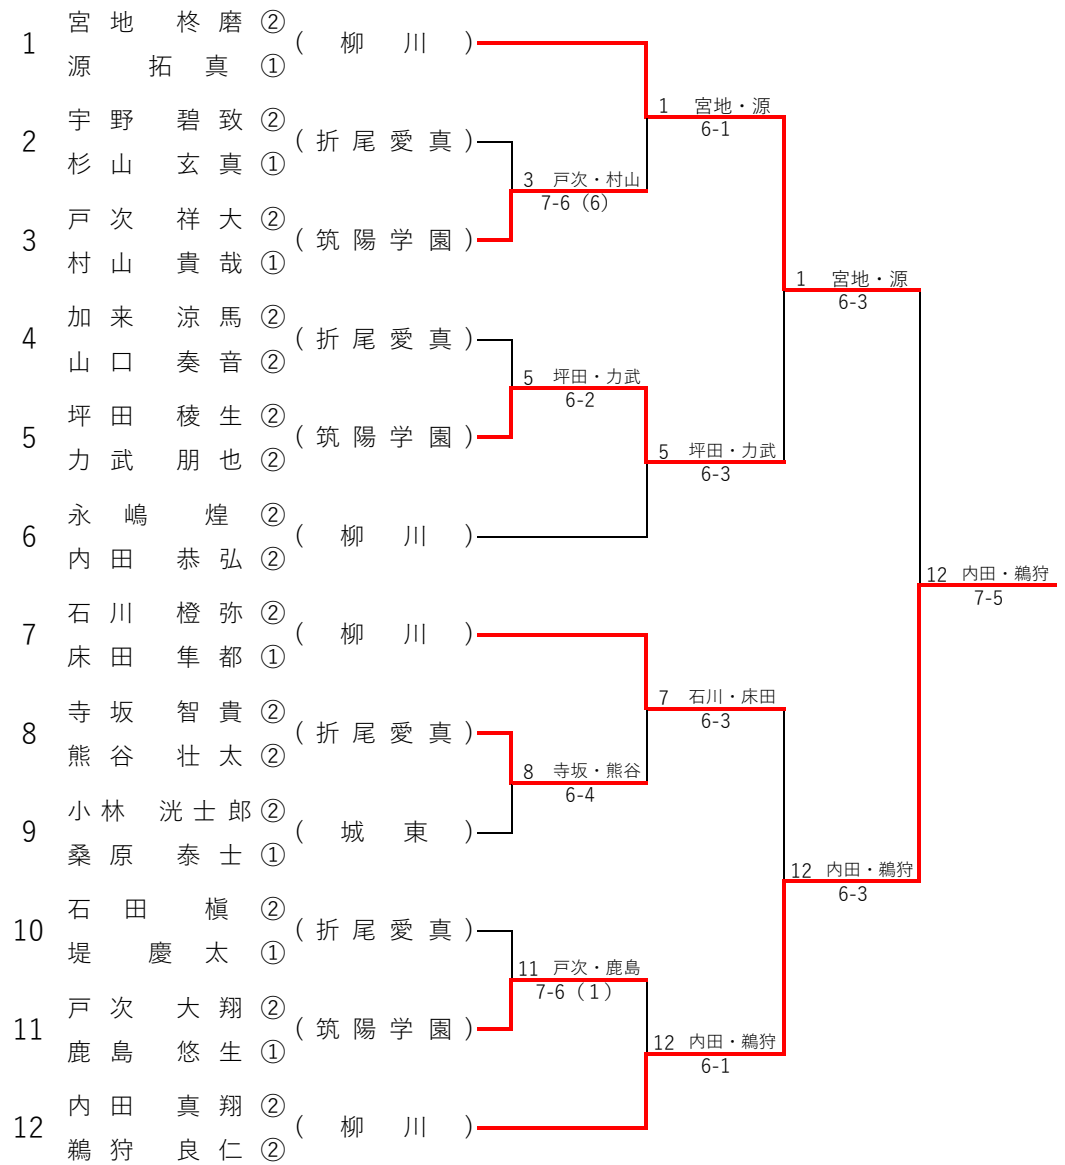 1 宮地 柊磨 ② (柳川)
源 拓真 ①
2 宇野 碧致 ② (折尾愛真)
杉山 玄真 ①
3 戸次 祥大 ② (筑陽学園)
村山 貴哉 ①
4 加来 涼馬 ② (折尾愛真)
山口 奏音 ②
5 坪田 稜生 ② (筑陽学園)
力武 朋也 ②
6 永嶋 煌 ② (柳川)
内田 恭弘 ②
7 石川 橙弥 ② (柳川)
床田 隼都 ①
8 寺坂 智貴 ② (折尾愛真)
熊谷 壮太 ②
9 小林 洸士郎 ② (城東)
桑原 泰士 ①
10 石田 槇 ② (折尾愛真)
堤 慶太 ①
11 戸次 大翔 ② (筑陽学園)
鹿島 悠生 ①
12 内田 真翔 ② (柳川)
鵜狩 良仁 ②
3 戸次・村山
7-6（6）
5 坪田・力武
6-2
8 寺坂・熊谷
6-4
11 戸次・鹿島
7-6（1）
1 宮地・源
6-1
5 坪田・力武
6-3
7 石川・床田
6-3
12 内田・鵜狩
6-1
1 宮地・源
6-3
12 内田・鵜狩
6-3
12 内田・鵜狩
7-5